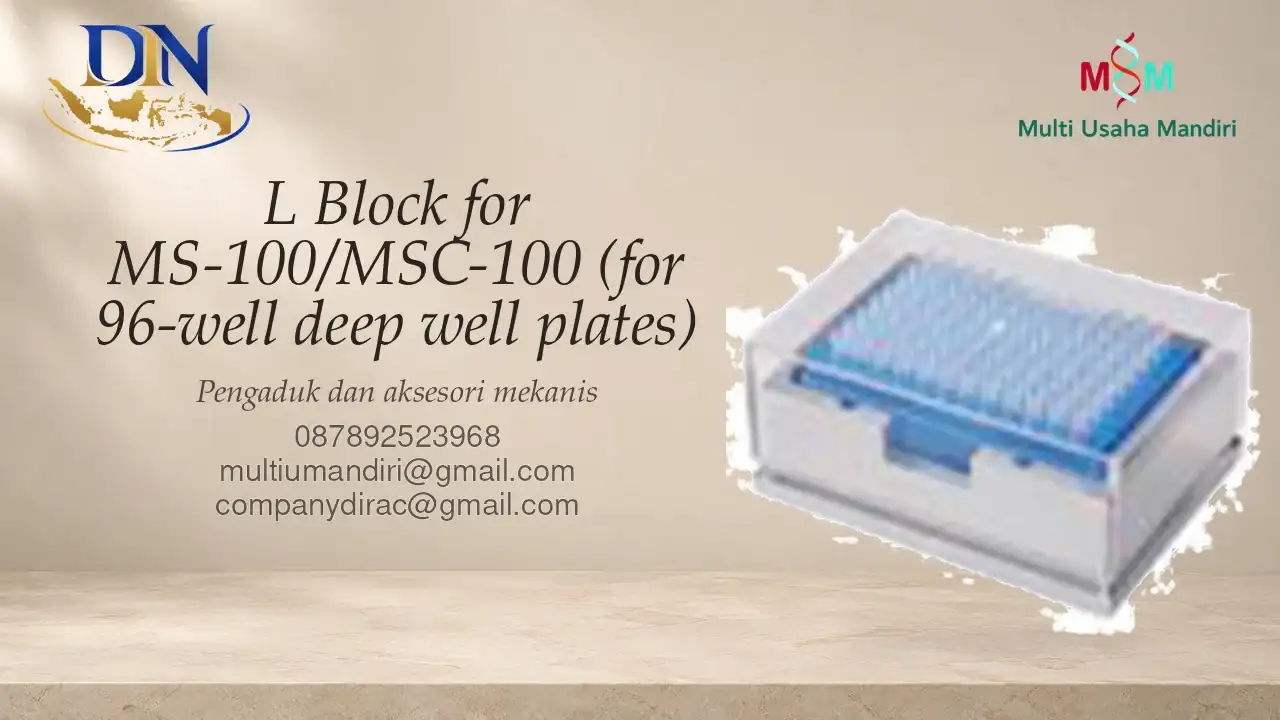 DIN
MSM
Multi Usaha Mandiri
L Block for
MS-100/MSC-100 (for
96-well deep well plates)
Pengaduk dan aksesori mekanis
087892523968
multiumandiri@gmail.com
companydirac@gmail.com